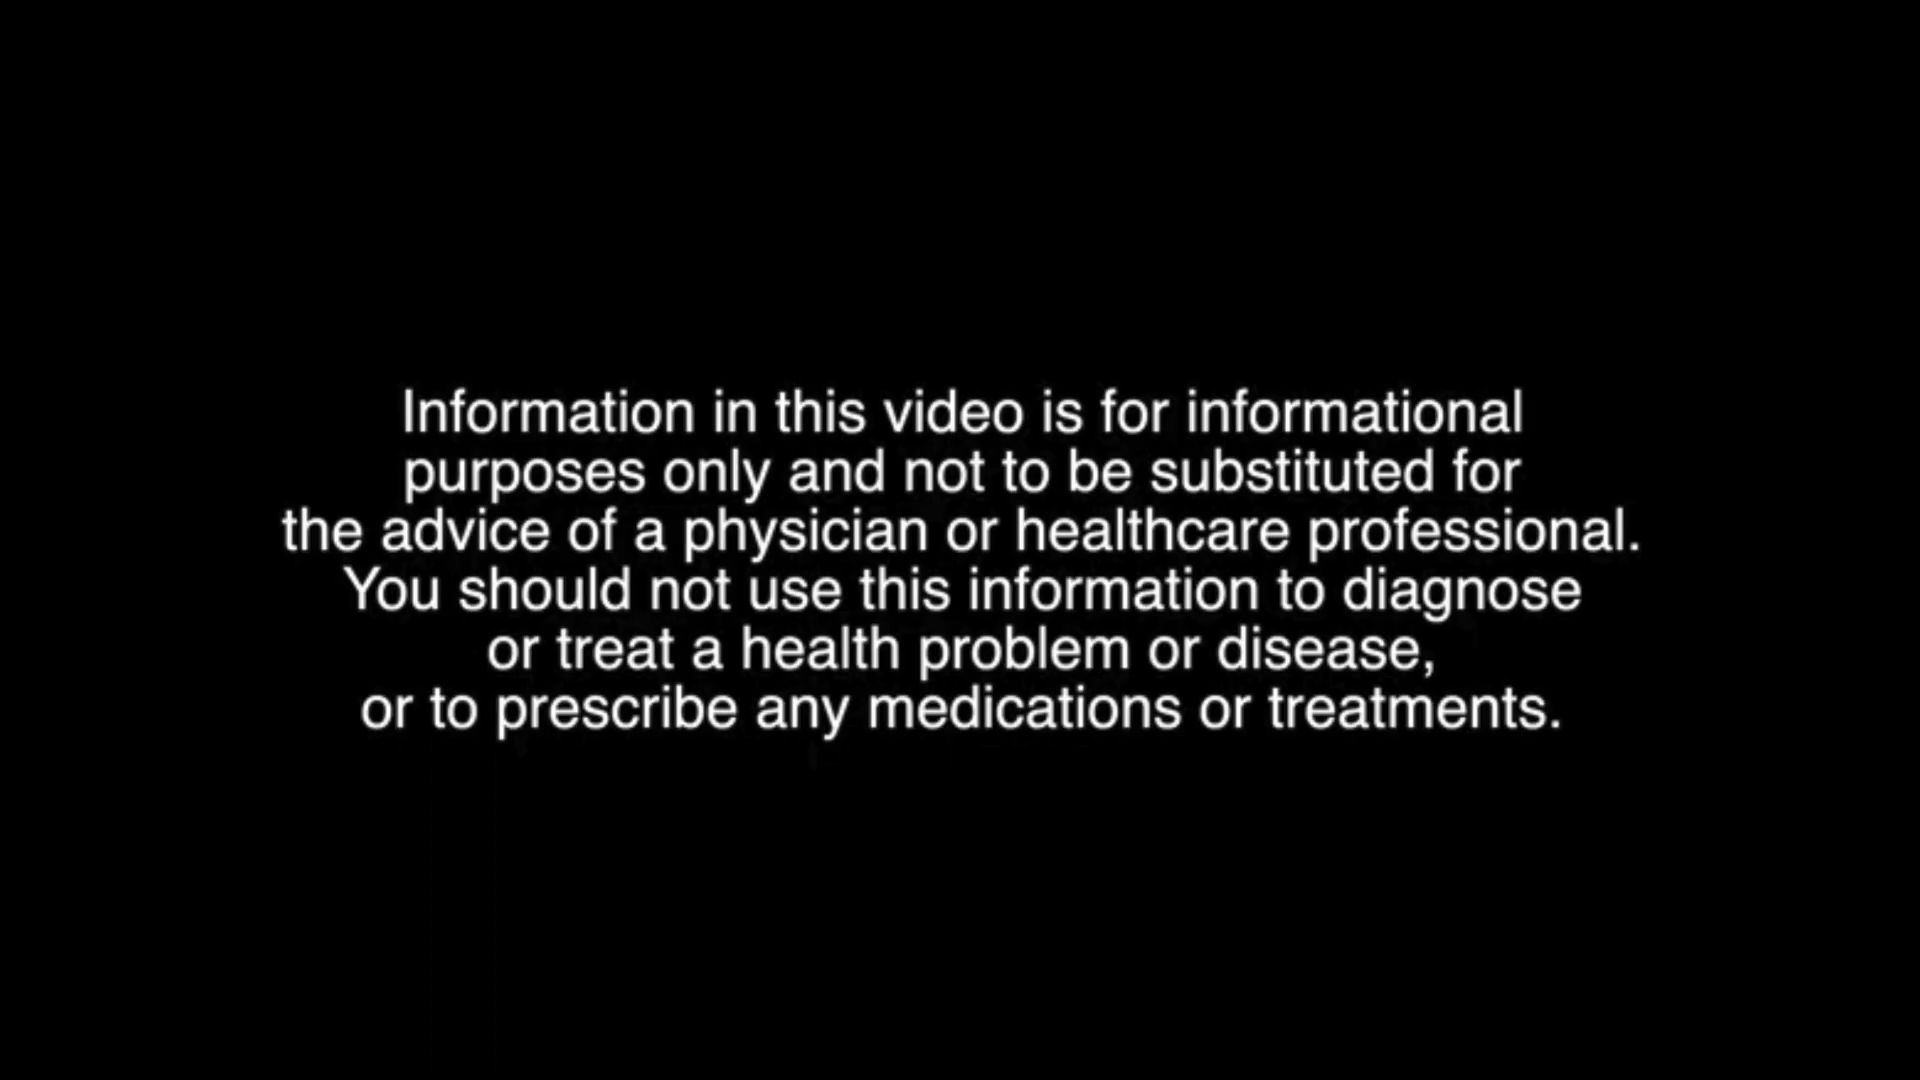 Information in this video is for informational
purposes only and not to be substituted for
the advice of a physician or healthcare professional.
You should not use this information to diagnose
or treat a health problem or disease,
or to prescribe any medications or treatments.